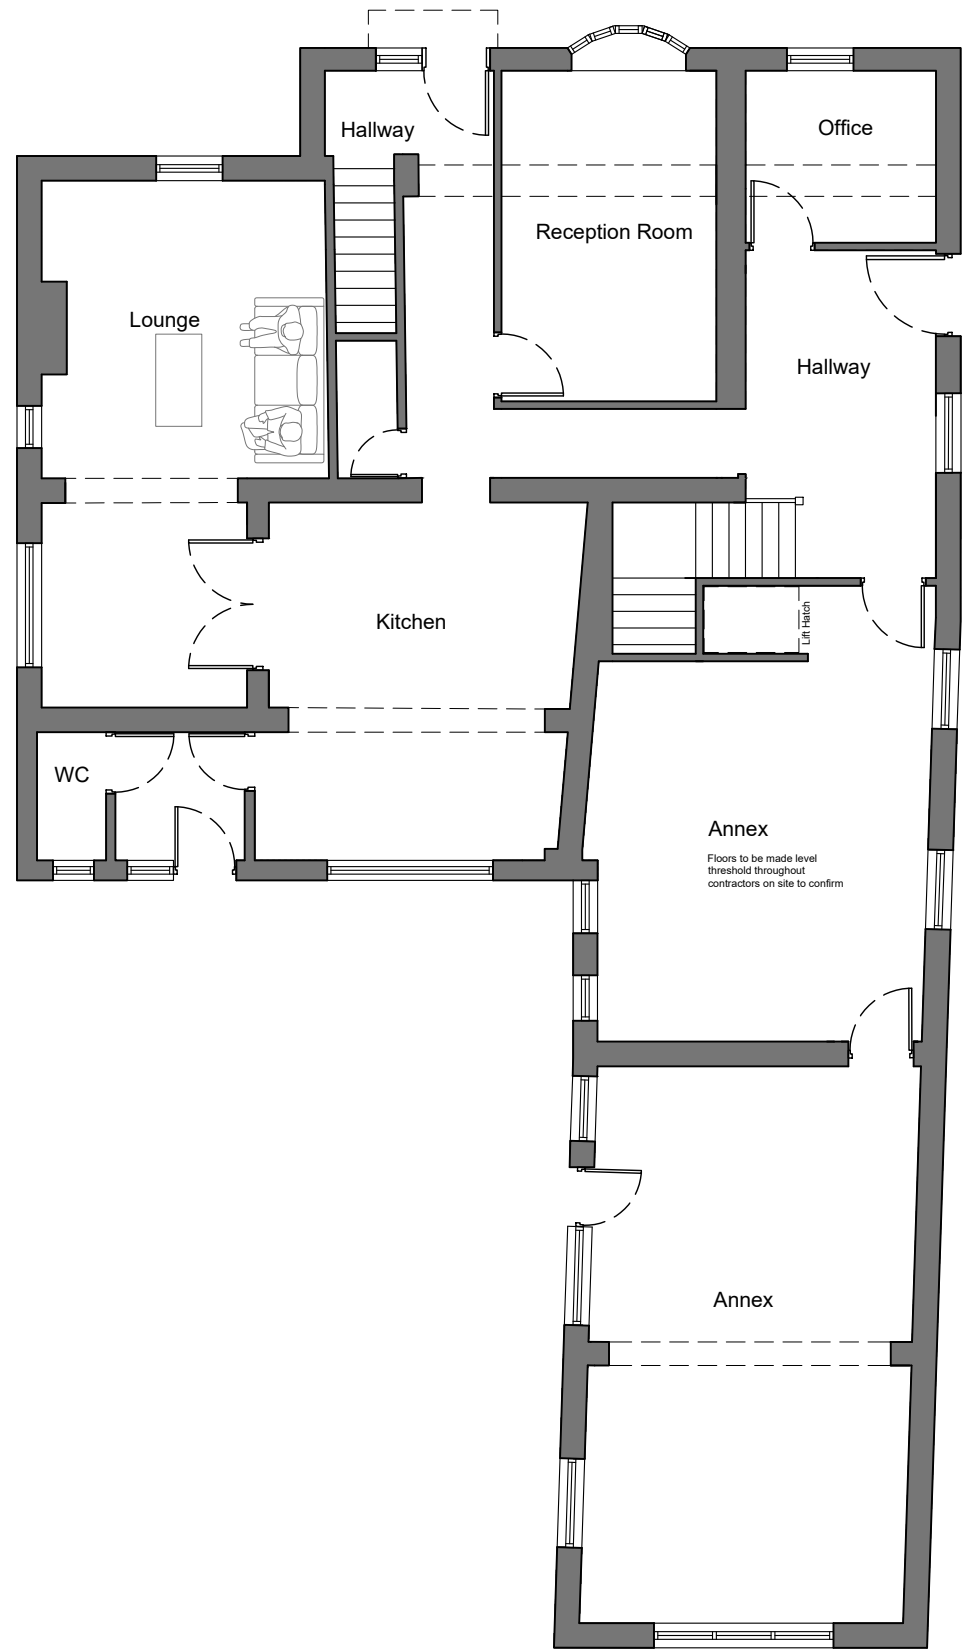 Hallway
Office
Reception Room
Lounge
Hallway
Lift Hatch
Kitchen
WC
Annex
Floors to be made level
threshold throughout
contractors on site to confirm
Annex